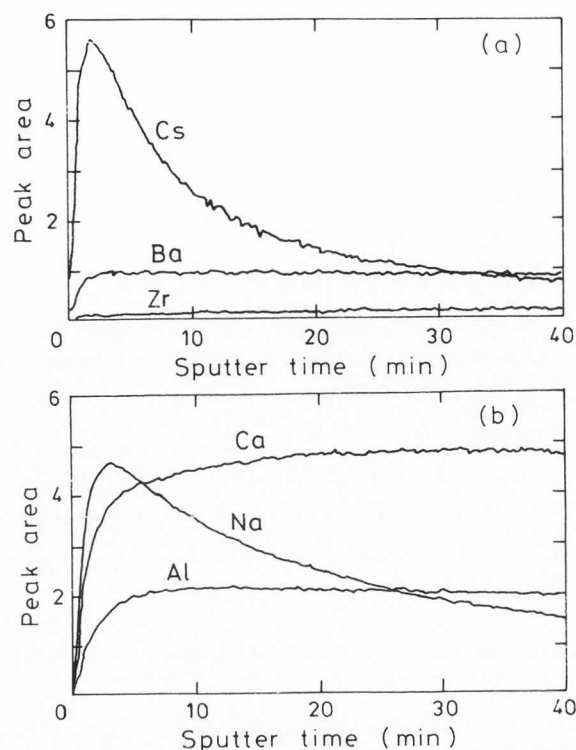 (a)
6
4
2
Peak area
Cs
Ba
Zr
0 10 20 30 40
Sputter time (min)
(b)
6
4
2
Peak area
Ca
Na
Al
0 10 20 30 40
Sputter time (min)